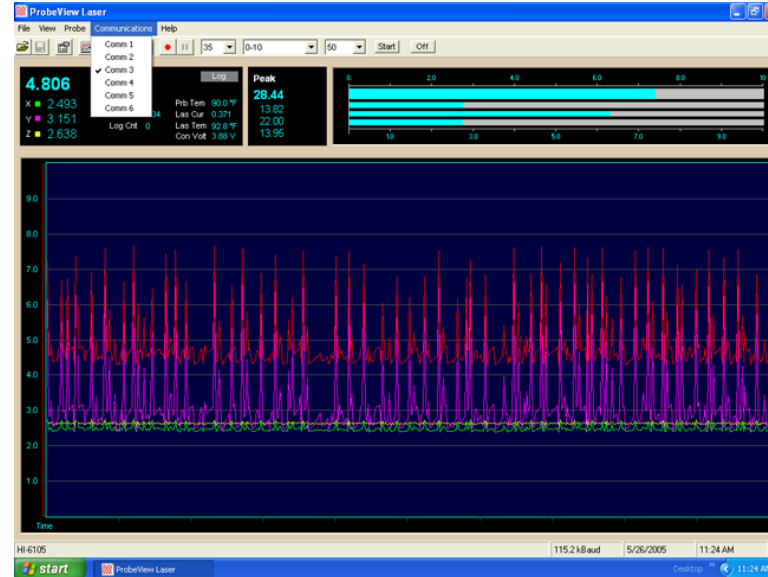 ProbeView Laser
File View Probe Communications Help
35 0-10 50 Start Off
Comm 1
Comm 2
Comm 3
Comm 4
Comm 5
Comm 6
4.806
X 2.493
Y 3.151
Z 2.638
Log Cnt 0
Log
Prb Tem 90.0 °F
Las Cur 0.371
Las Tem 92.8 °F
Con Volt 3.88 V
Peak
28.44
13.82
22.00
13.95
0. 2.0 4.0 6.0 8.0 10
1.0 3.0 5.0 7.0 9.0
9.0
8.0
7.0
6.0
5.0
4.0
3.0
2.0
1.0
Time
HI-6105 115.2 kBaud 5/26/2005 11:24 AM
start ProbeView Laser Desktop 11:24 AM